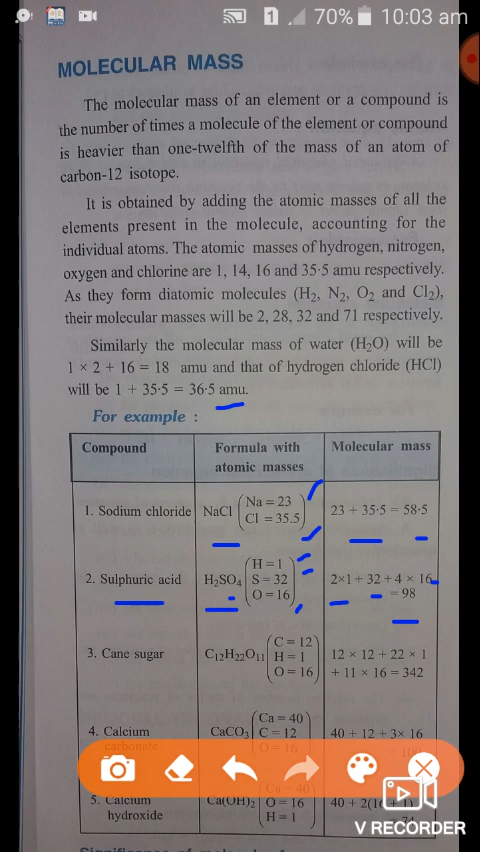 1 70% 10:03 am
MOLECULAR MASS
The molecular mass of an element or a compound is
the number of times a molecule of the element or compound
is heavier than one-twelfth of the mass of an atom of
carbon-12 isotope.
It is obtained by adding the atomic masses of all the
elements present in the molecule, accounting for the
individual atoms. The atomic masses of hydrogen, nitrogen,
oxygen and chlorine are 1, 14, 16 and 35·5 amu respectively.
As they form diatomic molecules (H₂, N₂, O₂ and Cl₂),
their molecular masses will be 2, 28, 32 and 71 respectively.
Similarly the molecular mass of water (H₂O) will be
1 × 2 + 16 = 18 amu and that of hydrogen chloride (HCl)
will be 1 + 35·5 = 36·5 amu.
For example :
Compound Formula with atomic masses Molecular mass
1. Sodium chloride NaCl (Na = 23 Cl = 35.5) 23 + 35·5 = 58·5
2. Sulphuric acid H₂SO₄ (H = 1 S = 32 O = 16) 2×1 + 32 + 4 × 16 = 98
3. Cane sugar C₁₂H₂₂O₁₁ (C = 12 H = 1 O = 16) 12 × 12 + 22 × 1 + 11 × 16 = 342
4. Calcium carbonate CaCO₃ (Ca = 40 C = 12 O = 16) 40 + 12 + 3× 16 = 100
5. Calcium hydroxide Ca(OH)₂ (Ca = 40 O = 16 H = 1) 40 + 2(16 + 1)
V RECORDER